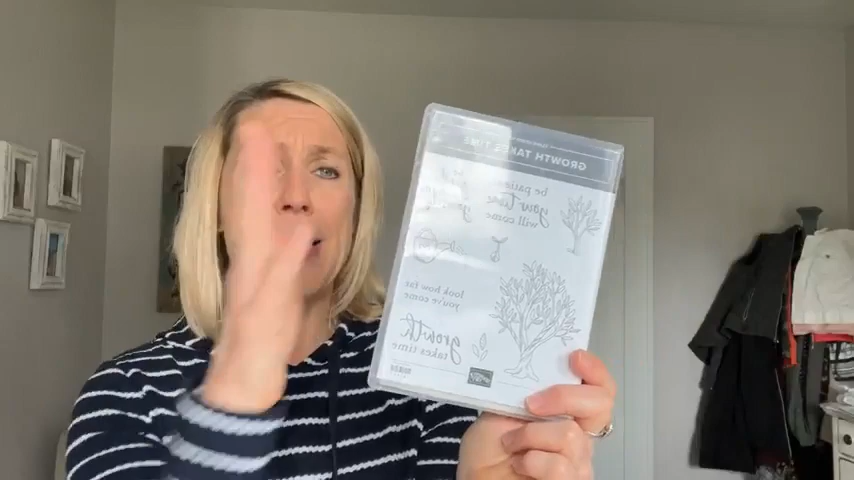 GROWTH TAKES TIME
be patient
your time
will come
look how far
you've come
growth
takes time